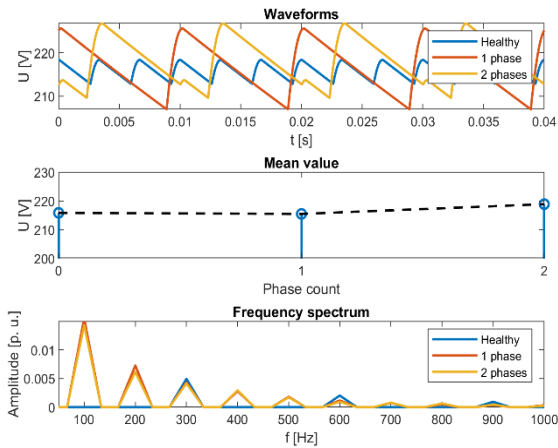 Waveforms
U [V]
220
210
Healthy
1 phase
2 phases
0 0.005 0.01 0.015 0.02 0.025 0.03 0.035 0.04
t [s]
Mean value
U [V]
230
220
210
200
0 1 2
Phase count
Frequency spectrum
Amplitude [p. u.]
0.01
0.005
0
Healthy
1 phase
2 phases
100 200 300 400 500 600 700 800 900 1000
f [Hz]